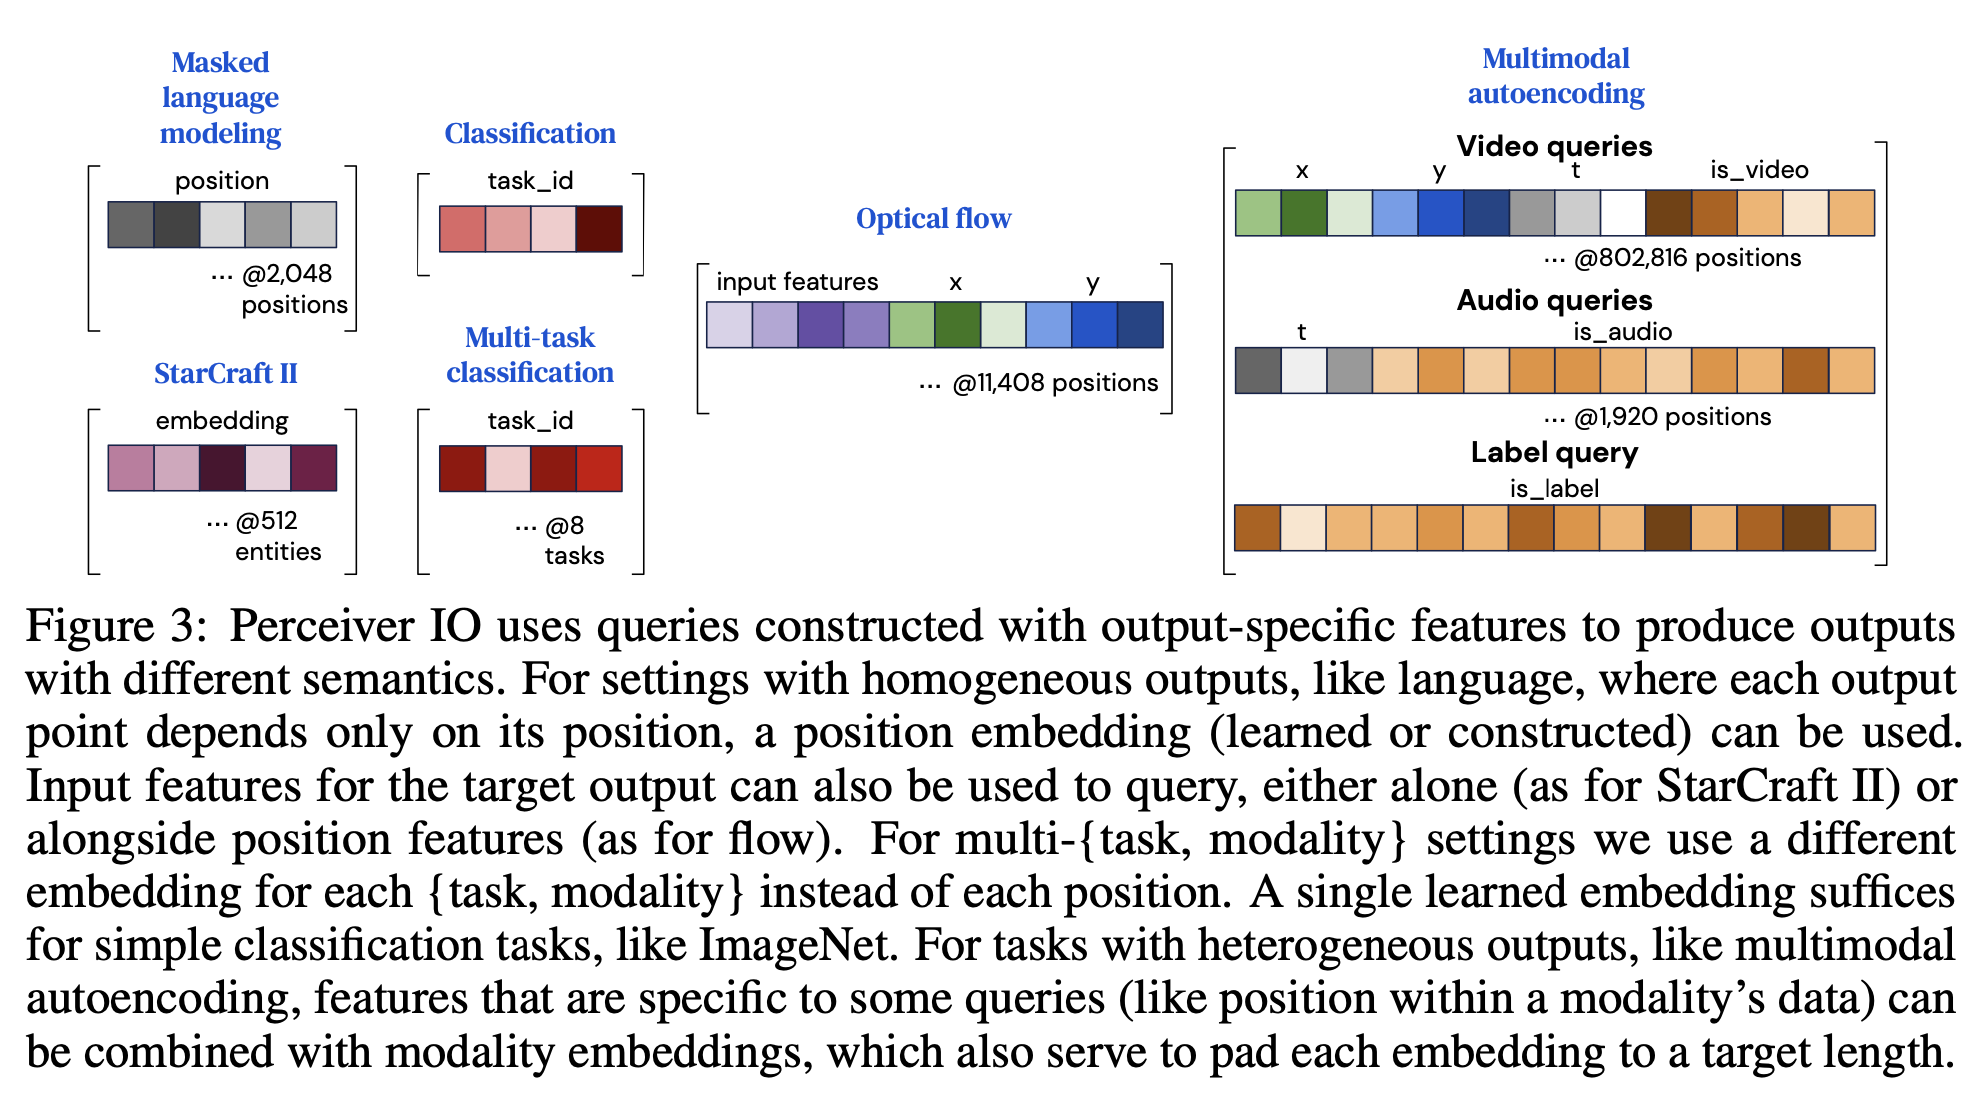 Masked
language
modeling
position
... @2,048
positions
StarCraft II
embedding
... @512
entities
Classification
task_id
Multi-task
classification
task_id
... @8
tasks
Optical flow
input features x y
... @11,408 positions
Multimodal
autoencoding
Video queries
x y t is_video
... @802,816 positions
Audio queries
t is_audio
... @1,920 positions
Label query
is_label
Figure 3: Perceiver IO uses queries constructed with output-specific features to produce outputs
with different semantics. For settings with homogeneous outputs, like language, where each output
point depends only on its position, a position embedding (learned or constructed) can be used.
Input features for the target output can also be used to query, either alone (as for StarCraft II) or
alongside position features (as for flow). For multi-{task, modality} settings we use a different
embedding for each {task, modality} instead of each position. A single learned embedding suffices
for simple classification tasks, like ImageNet. For tasks with heterogeneous outputs, like multimodal
autoencoding, features that are specific to some queries (like position within a modality’s data) can
be combined with modality embeddings, which also serve to pad each embedding to a target length.